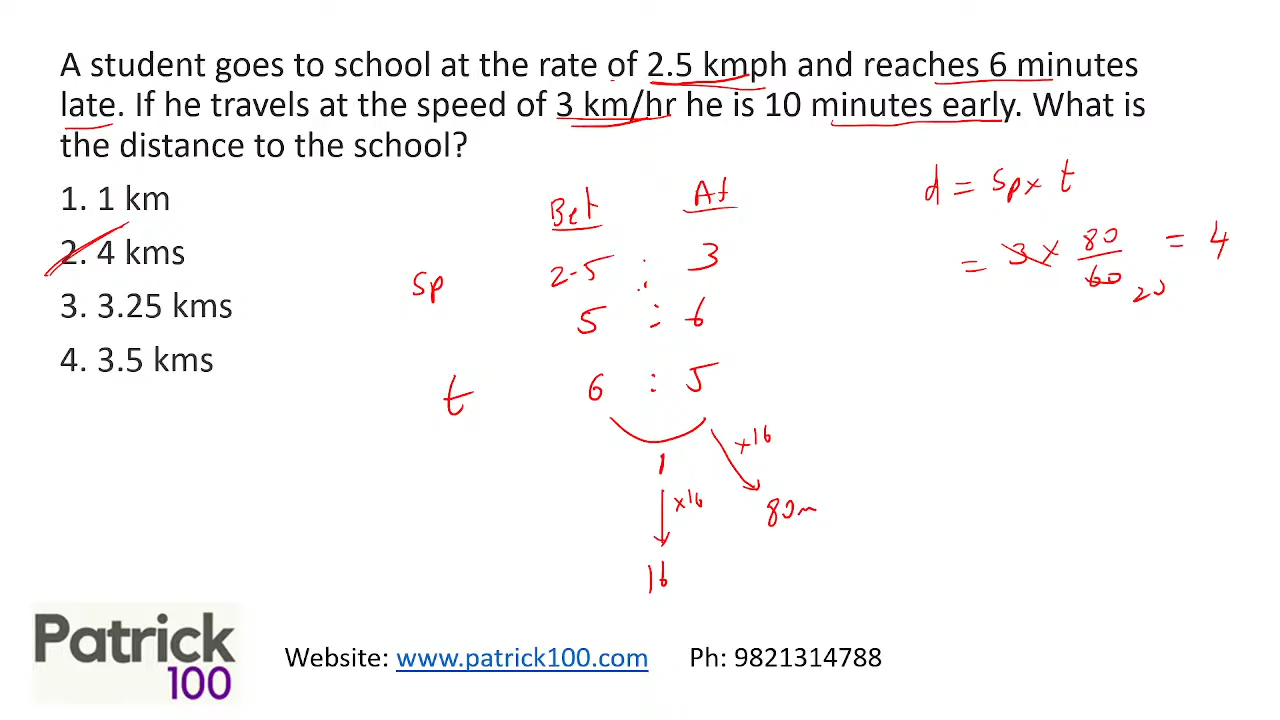 A student goes to school at the rate of 2.5 kmph and reaches 6 minutes
late. If he travels at the speed of 3 km/hr he is 10 minutes early. What is
the distance to the school?
1. 1 km
2. 4 kms
3. 3.25 kms
4. 3.5 kms
Bef Af
Sp 2.5 : 3
5 : 6
t 6 : 5
1
×16
×16
80m
16
d = Sp× t
= 3 × 80/60 = 4
20
Patrick
100
Website: www.patrick100.com Ph: 9821314788